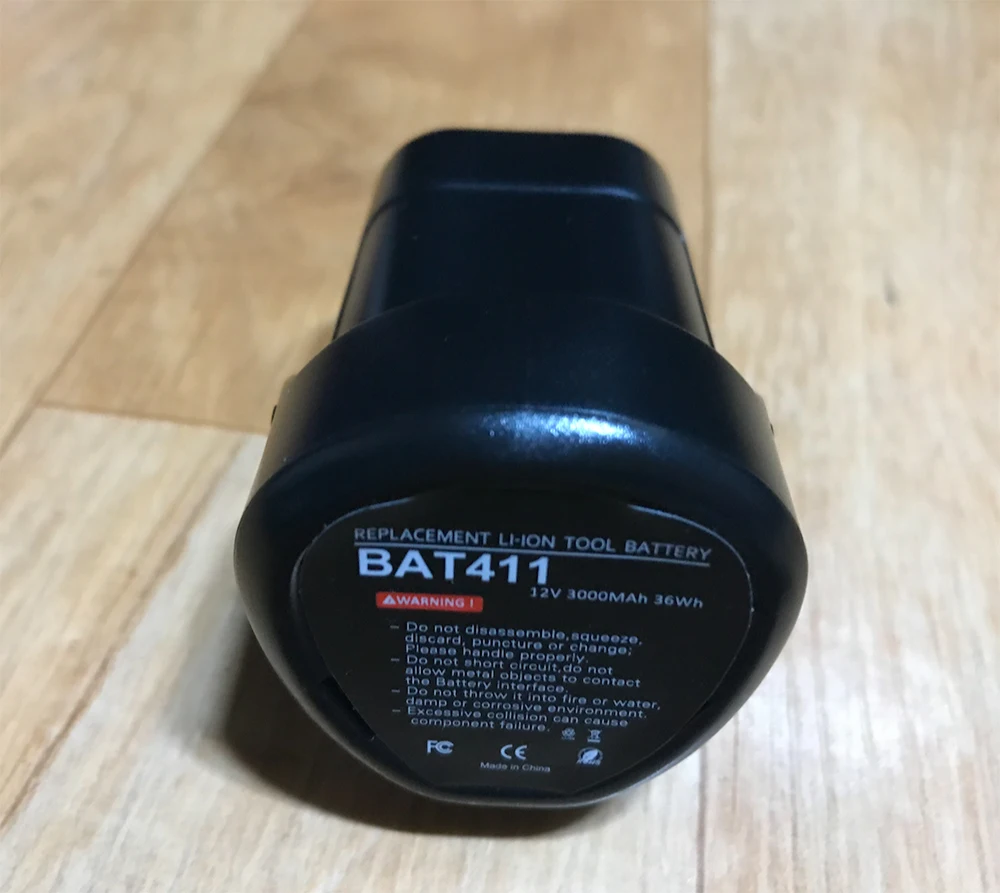 REPLACEMENT LI-ION TOOL BATTERY
BAT411
12V 3000MAh 36Wh
WARNING !
– Do not disassemble,squeeze,
discard, puncture or change;
Please handle properly.
– Do not short circuit,do not
allow metal objects to contact
the Battery interface.
– Do not throw it into fire or water,
damp or corrosive environment.
– Excessive collision can cause
component failure.
FC CE
Made in China